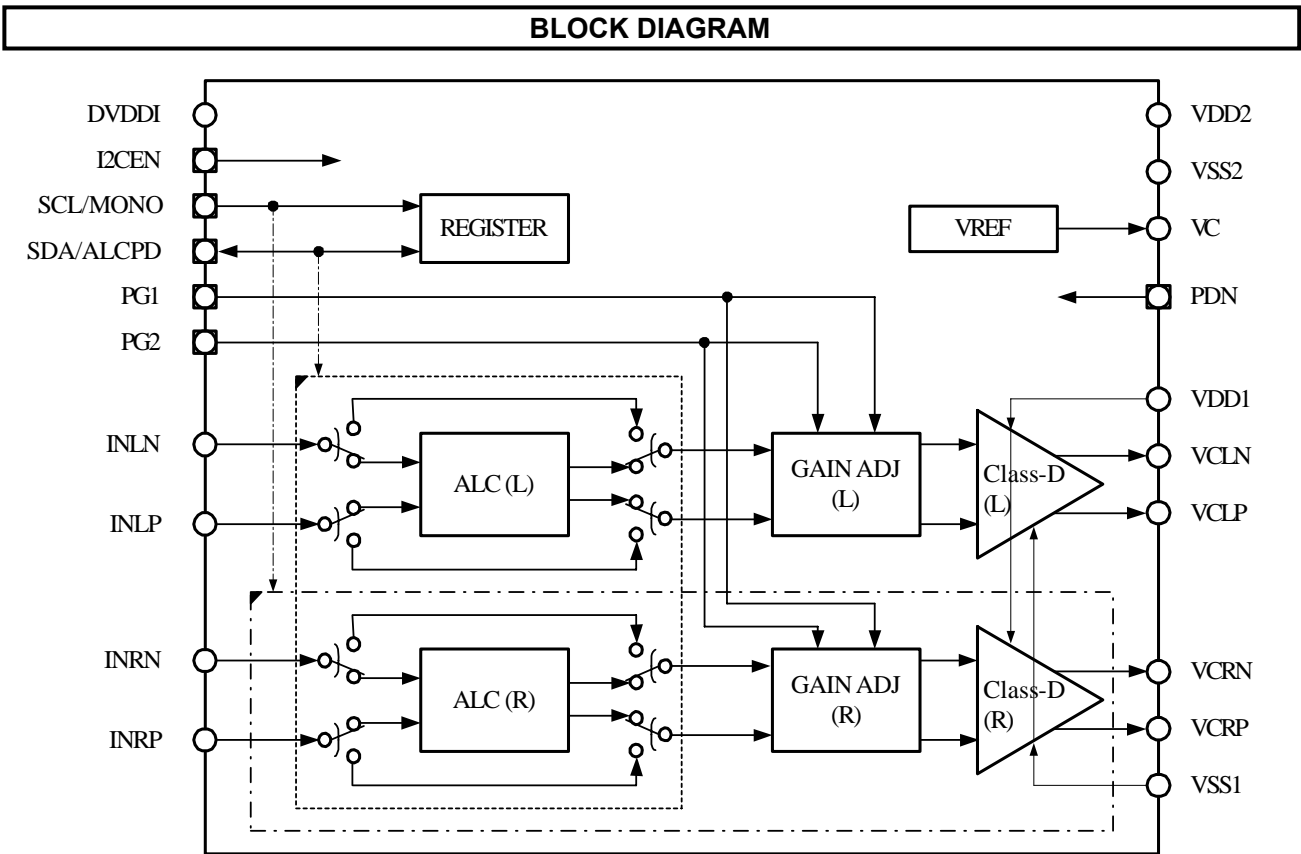 BLOCK DIAGRAM
DVDDI
I2CEN
SCL/MONO
SDA/ALCPD
PG1
PG2
INLN
INLP
INRN
INRP
REGISTER
VREF
ALC (L)
GAIN ADJ
(L)
Class-D
(L)
ALC (R)
GAIN ADJ
(R)
Class-D
(R)
VDD2
VSS2
VC
PDN
VDD1
VCLN
VCLP
VCRN
VCRP
VSS1